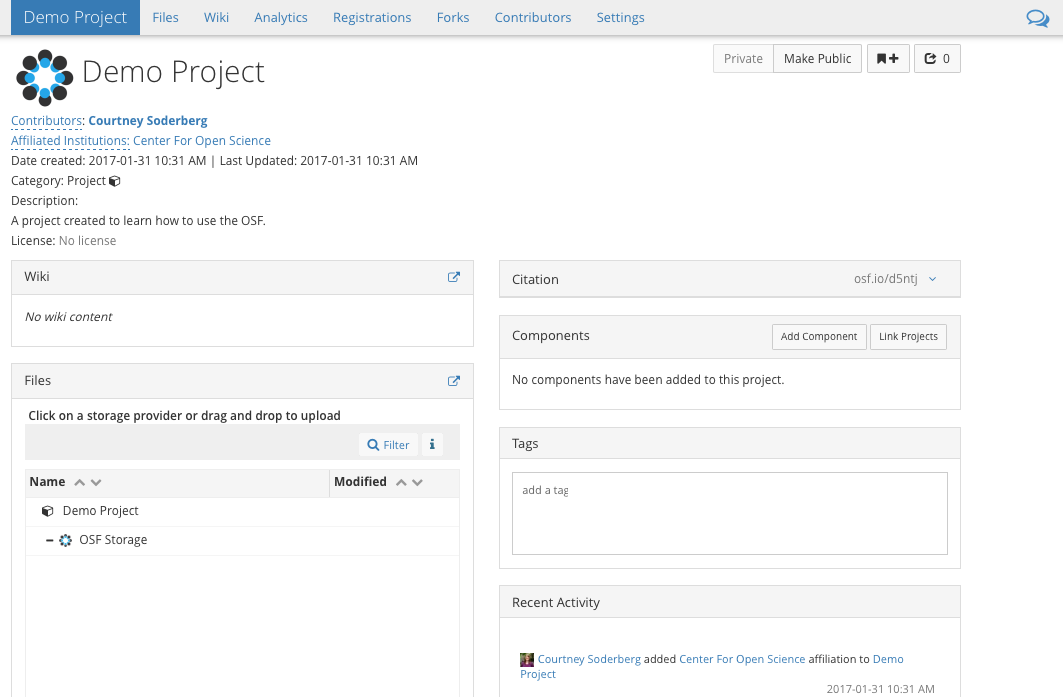 Demo Project Files Wiki Analytics Registrations Forks Contributors Settings
Demo Project
Private Make Public 0
Contributors: Courtney Soderberg
Affiliated Institutions: Center For Open Science
Date created: 2017-01-31 10:31 AM | Last Updated: 2017-01-31 10:31 AM
Category: Project
Description:
A project created to learn how to use the OSF.
License: No license
Wiki
No wiki content
Files
Click on a storage provider or drag and drop to upload
Filter
Name Modified
Demo Project
OSF Storage
Citation osf.io/d5ntj
Components Add Component Link Projects
No components have been added to this project.
Tags
add a tag
Recent Activity
Courtney Soderberg added Center For Open Science affiliation to Demo
Project
2017-01-31 10:31 AM